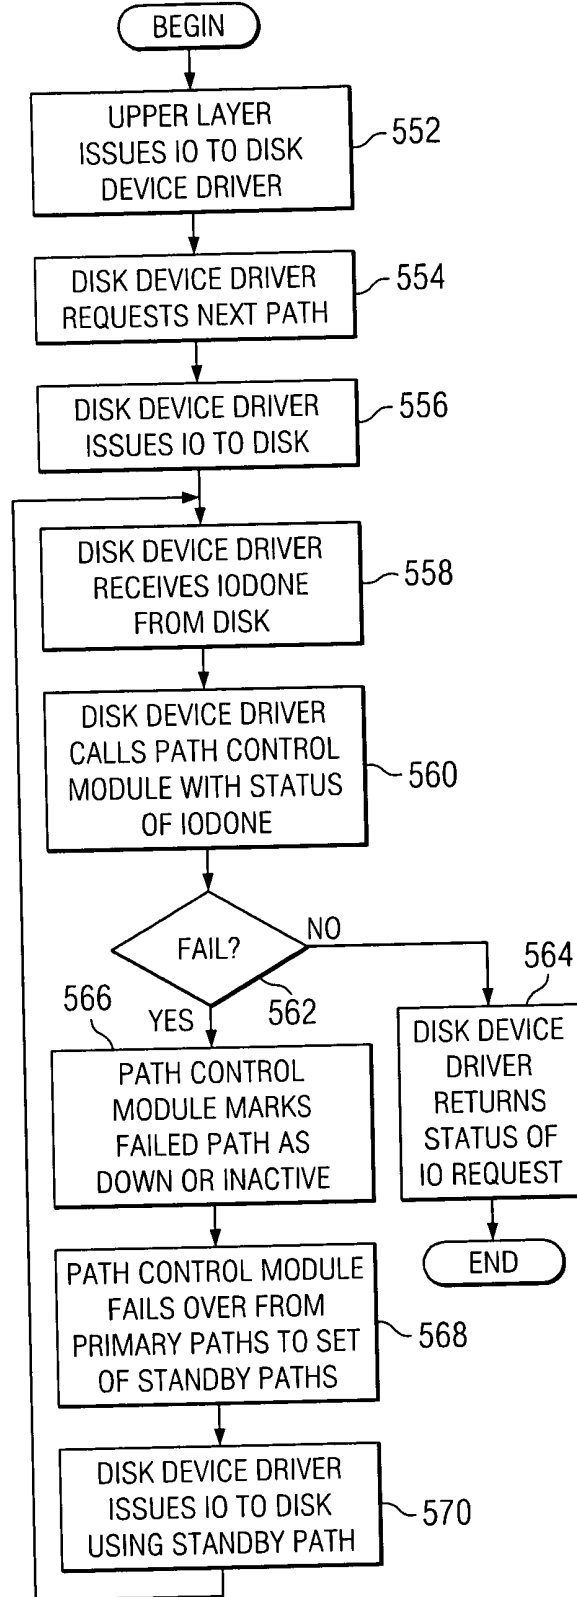 BEGIN
UPPER LAYER
ISSUES IO TO DISK
DEVICE DRIVER
552
DISK DEVICE DRIVER
REQUESTS NEXT PATH
554
DISK DEVICE DRIVER
ISSUES IO TO DISK
556
DISK DEVICE DRIVER
RECEIVES IODONE
FROM DISK
558
DISK DEVICE DRIVER
CALLS PATH CONTROL
MODULE WITH STATUS
OF IODONE
560
FAIL?
NO
562
YES
566
PATH CONTROL
MODULE MARKS
FAILED PATH AS
DOWN OR INACTIVE
564
DISK DEVICE
DRIVER
RETURNS
STATUS OF
IO REQUEST
END
PATH CONTROL MODULE
FAILS OVER FROM
PRIMARY PATHS TO SET
OF STANDBY PATHS
568
DISK DEVICE DRIVER
ISSUES IO TO DISK
USING STANDBY PATH
570